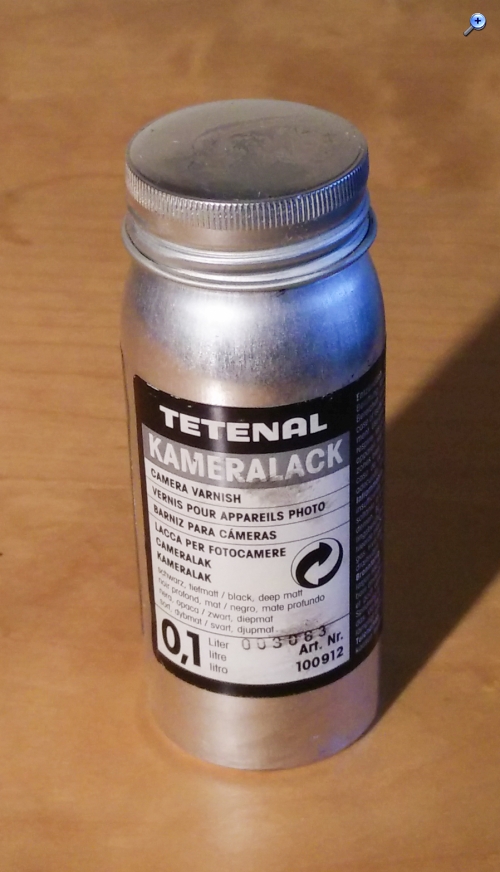 TETENAL
KAMERALACK
CAMERA VARNISH
VERNIS POUR APPAREILS PHOTO
BARNIZ PARA CÁMERAS
LACCA PER FOTOCAMERE
CAMERALAK
KAMERALAK
schwarz, tiefmatt / black, deep matt
noir profond, mat / negro, mate profundo
nero, opaco / zwart, diepmat
sort, dybmat / svart, djupmat
0,1 Liter
litre
litro
003083
Art. Nr.
100912